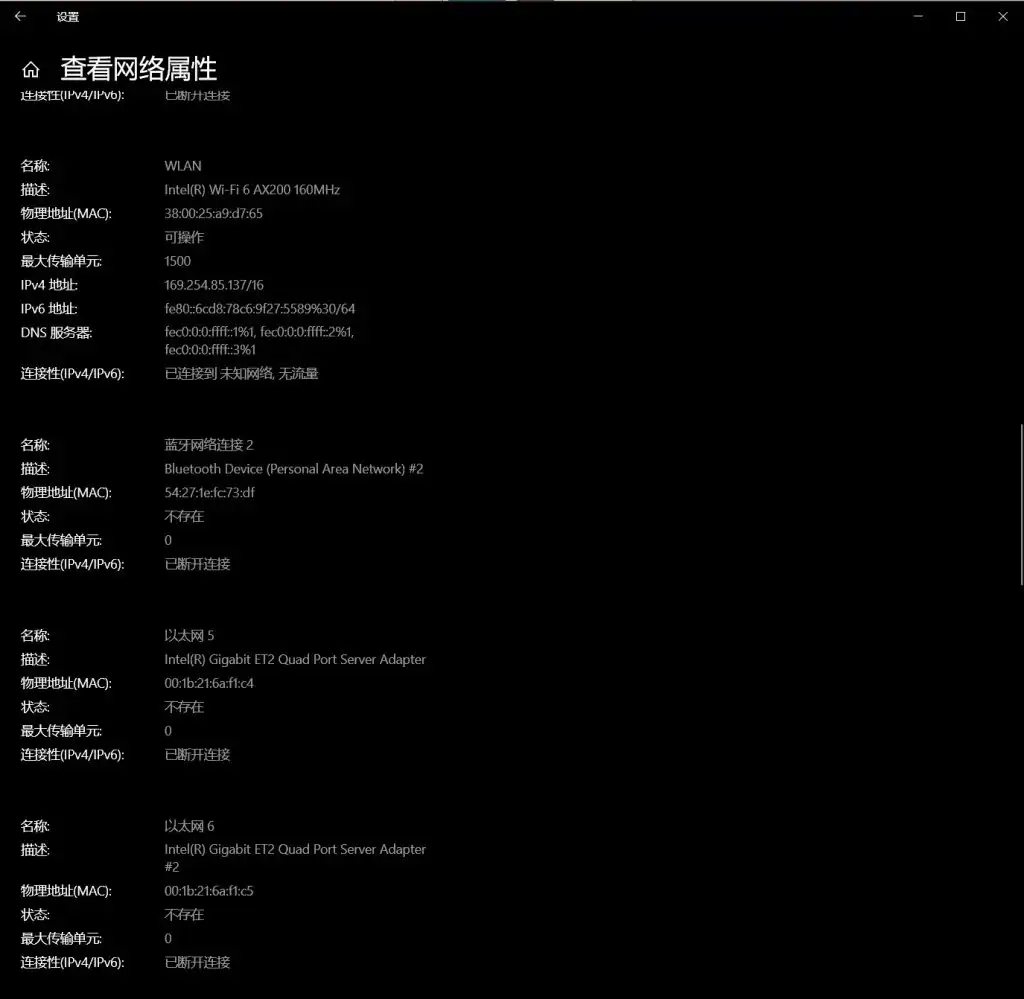 设置
查看网络属性
连接性(IPv4/IPv6): 已断开连接
名称: WLAN
描述: Intel(R) Wi-Fi 6 AX200 160MHz
物理地址(MAC): 38:00:25:a9:d7:65
状态: 可操作
最大传输单元: 1500
IPv4 地址: 169.254.85.137/16
IPv6 地址: fe80::6cd8:78c6:9f27:5589%30/64
DNS 服务器: fec0:0:0:ffff::1%1, fec0:0:0:ffff::2%1,
fec0:0:0:ffff::3%1
连接性(IPv4/IPv6): 已连接到 未知网络, 无流量
名称: 蓝牙网络连接 2
描述: Bluetooth Device (Personal Area Network) #2
物理地址(MAC): 54:27:1e:fc:73:df
状态: 不存在
最大传输单元: 0
连接性(IPv4/IPv6): 已断开连接
名称: 以太网 5
描述: Intel(R) Gigabit ET2 Quad Port Server Adapter
物理地址(MAC): 00:1b:21:6a:f1:c4
状态: 不存在
最大传输单元: 0
连接性(IPv4/IPv6): 已断开连接
名称: 以太网 6
描述: Intel(R) Gigabit ET2 Quad Port Server Adapter
#2
物理地址(MAC): 00:1b:21:6a:f1:c5
状态: 不存在
最大传输单元: 0
连接性(IPv4/IPv6): 已断开连接